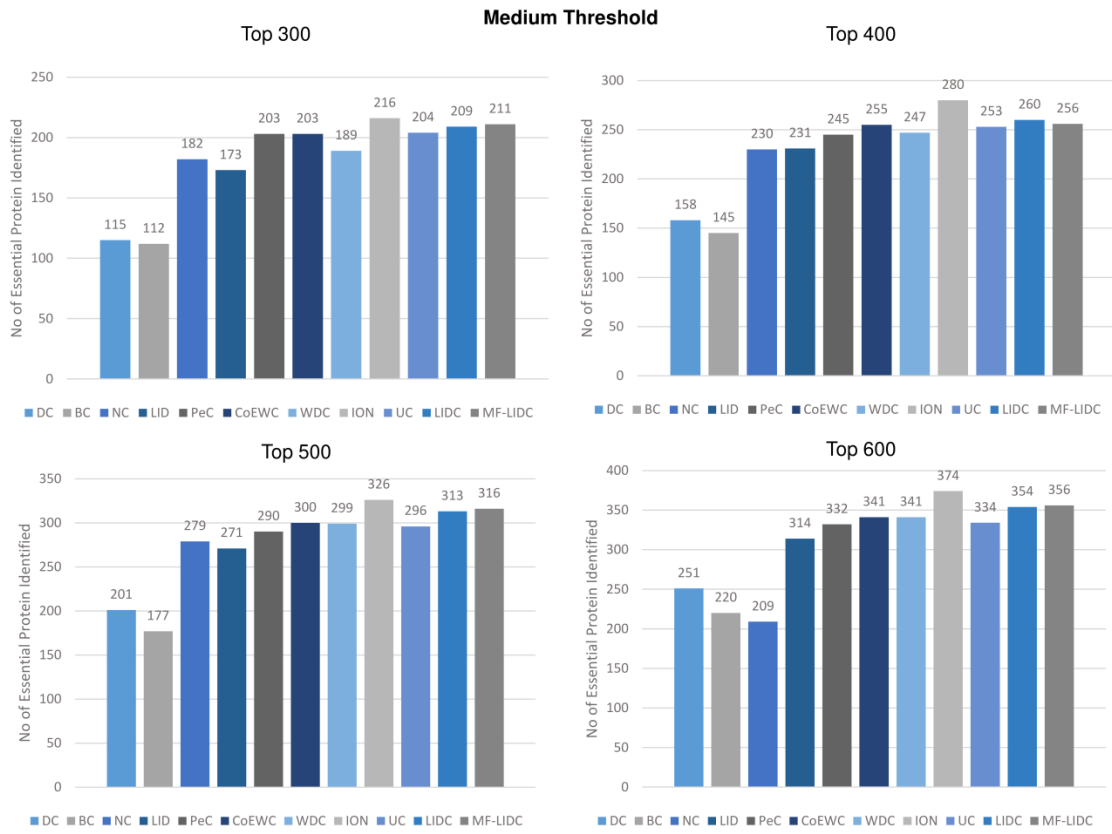 Medium Threshold
Top 300
No of Essential Protein Identified
250
200
150
100
50
0
115 112 182 173 203 203 189 216 204 209 211
DC BC NC LID PeC CoEWC WDC ION UC LIDC MF-LIDC
Top 400
No of Essential Protein Identified
300
250
200
150
100
50
0
158 145 230 231 245 255 247 280 253 260 256
DC BC NC LID PeC CoEWC WDC ION UC LIDC MF-LIDC
Top 500
No of Essential Protein Identified
350
300
250
200
150
100
50
0
201 177 279 271 290 300 299 326 296 313 316
DC BC NC LID PeC CoEWC WDC ION UC LIDC MF-LIDC
Top 600
No of Essential Protein Identified
400
350
300
250
200
150
100
50
0
251 220 209 314 332 341 341 374 334 354 356
DC BC NC LID PeC CoEWC WDC ION UC LIDC MF-LIDC